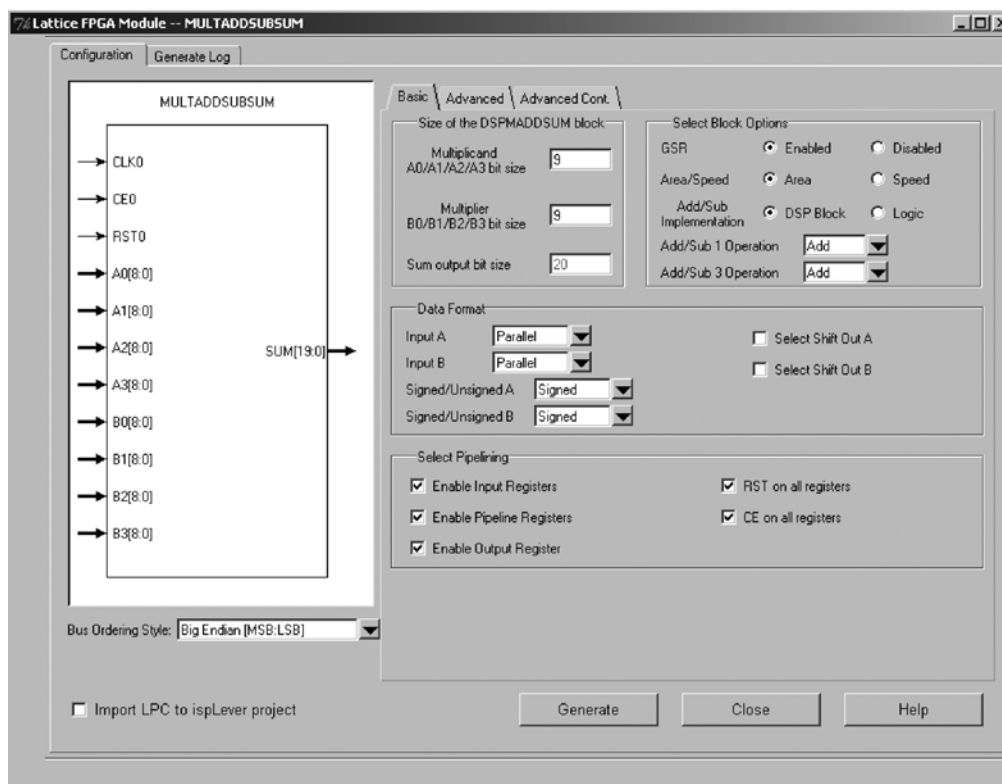 Lattice FPGA Module -- MULTADDSUBSUM
Configuration
Generate Log
MULTADDSUBSUM
CLK0
CE0
RST0
A0[8:0]
A1[8:0]
A2[8:0]
SUM[19:0]
A3[8:0]
B0[8:0]
B1[8:0]
B2[8:0]
B3[8:0]
Bus Ordering Style: Big Endian [MSB:LSB]
Basic
Advanced
Advanced Cont.
Size of the DSPMADDSUM block
Multiplicand
A0/A1/A2/A3 bit size
9
Multiplier
B0/B1/B2/B3 bit size
9
Sum output bit size
20
Select Block Options
GSR Enabled Disabled
Area/Speed Area Speed
Add/Sub
Implementation DSP Block Logic
Add/Sub 1 Operation Add
Add/Sub 3 Operation Add
Data Format
Input A Parallel
Input B Parallel
Signed/Unsigned A Signed
Signed/Unsigned B Signed
Select Shift Out A
Select Shift Out B
Select Pipelining
Enable Input Registers
Enable Pipeline Registers
Enable Output Register
RST on all registers
CE on all registers
Import LPC to ispLever project
Generate
Close
Help